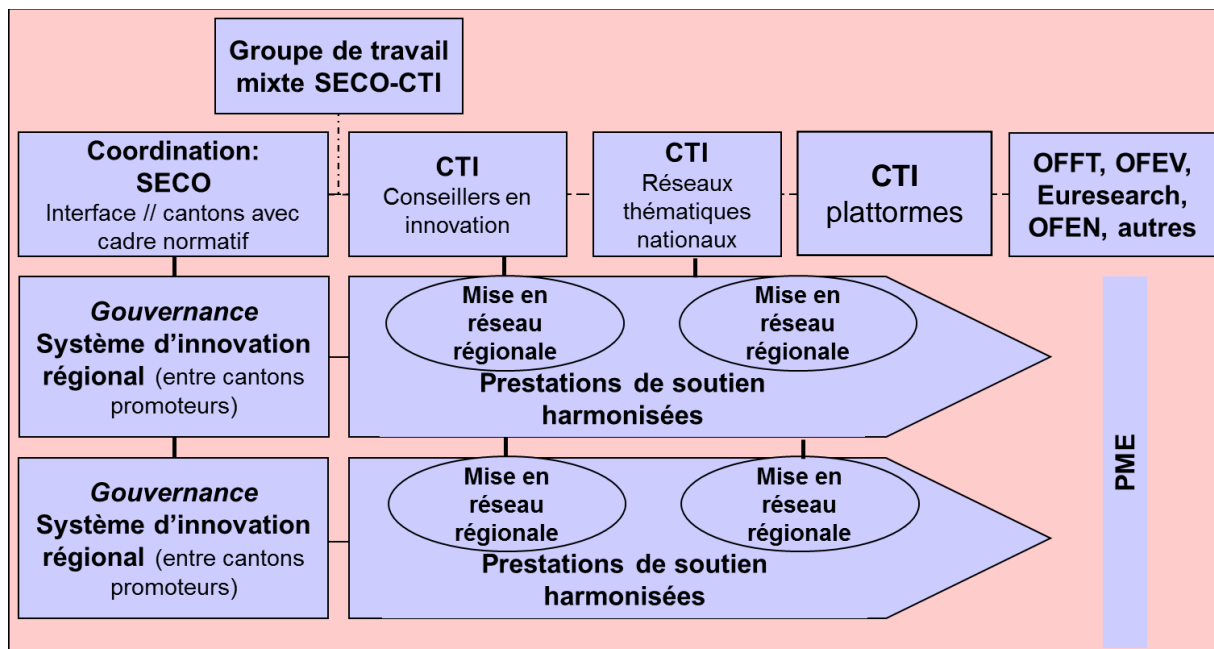 Groupe de travail
mixte SECO-CTI
Coordination:
SECO
Interface // cantons avec
cadre normatif
CTI
Conseillers en
innovation
CTI
Réseaux
thématiques
nationaux
CTI
plattormes
OFFT, OFEV,
Euresearch,
OFEN, autres
Gouvernance
Système d'innovation
régional (entre cantons
promoteurs)
Mise en
réseau
régionale
Mise en
réseau
régionale
Prestations de soutien
harmonisées
Gouvernance
Système d'innovation
régional (entre cantons
promoteurs)
Mise en
réseau
régionale
Mise en
réseau
régionale
Prestations de soutien
harmonisées
PME